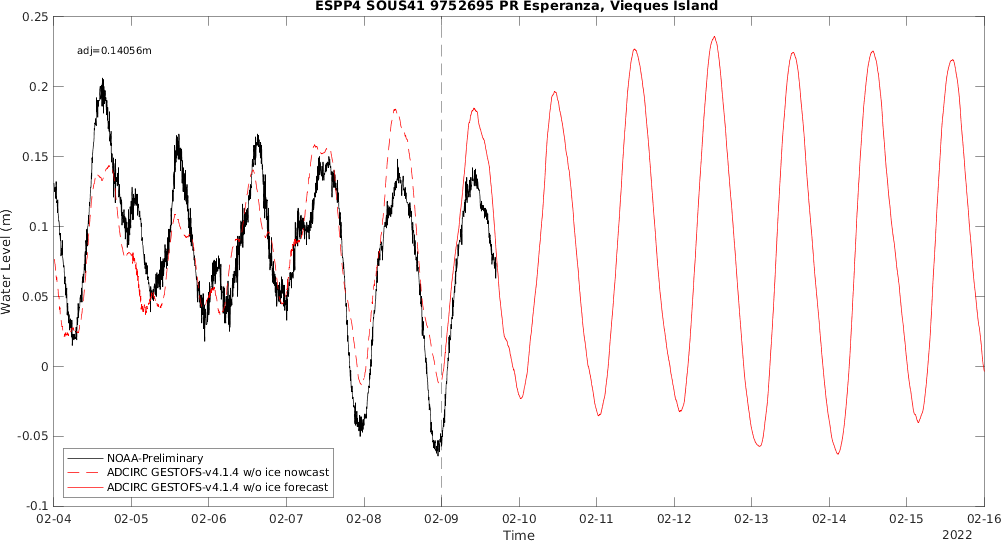 ESPP4 SOUS41 9752695 PR Esperanza, Vieques Island
adj=0.14056m
0.25
0.2
0.15
0.1
0.05
0
-0.05
-0.1
Water Level (m)
NOAA-Preliminary
ADCIRC GESTOFS-v4.1.4 w/o ice nowcast
ADCIRC GESTOFS-v4.1.4 w/o ice forecast
02-04 02-05 02-06 02-07 02-08 02-09 02-10 02-11 02-12 02-13 02-14 02-15 02-16
Time
2022